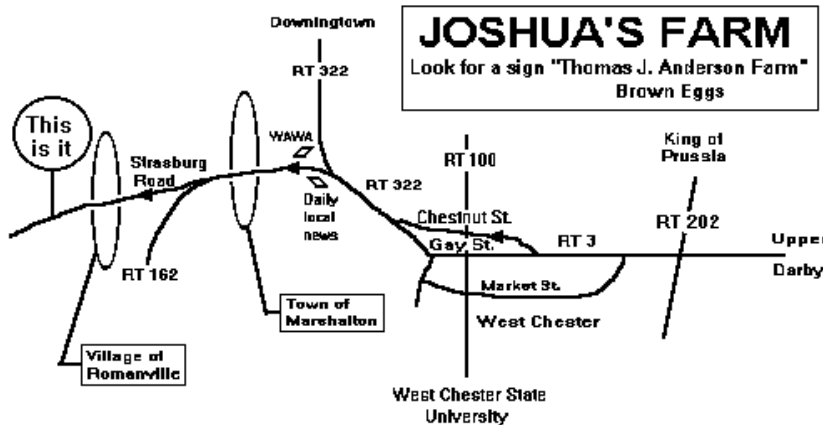 Downingtown
RT 322
JOSHUA'S FARM
Look for a sign "Thomas J. Anderson Farm"
Brown Eggs
This
is it
Strasburg
Road
WAWA
Daily
local
news
RT 322
RT 100
King of
Prussia
Chestnut St.
Gay St.
RT 3
RT 202
Upper
Darby
RT 162
Market St.
West Chester
Town of
Marshalton
Village of
Romanville
West Chester State
University